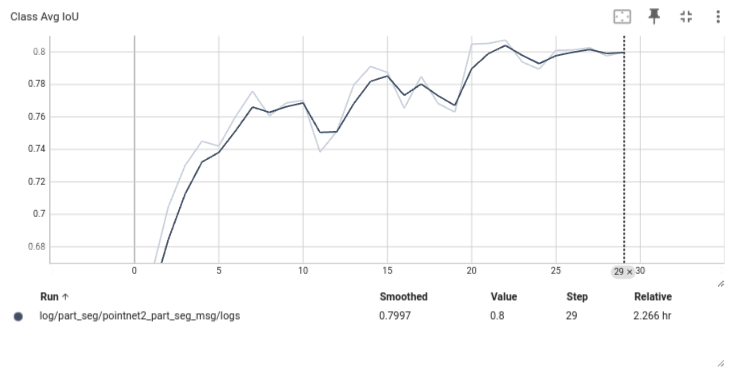 Class Avg IoU
0.8
0.78
0.76
0.74
0.72
0.7
0.68
0 5 10 15 20 25 29 × 30
Run ↑ Smoothed Value Step Relative
log/part_seg/pointnet2_part_seg_msg/logs 0.7997 0.8 29 2.266 hr